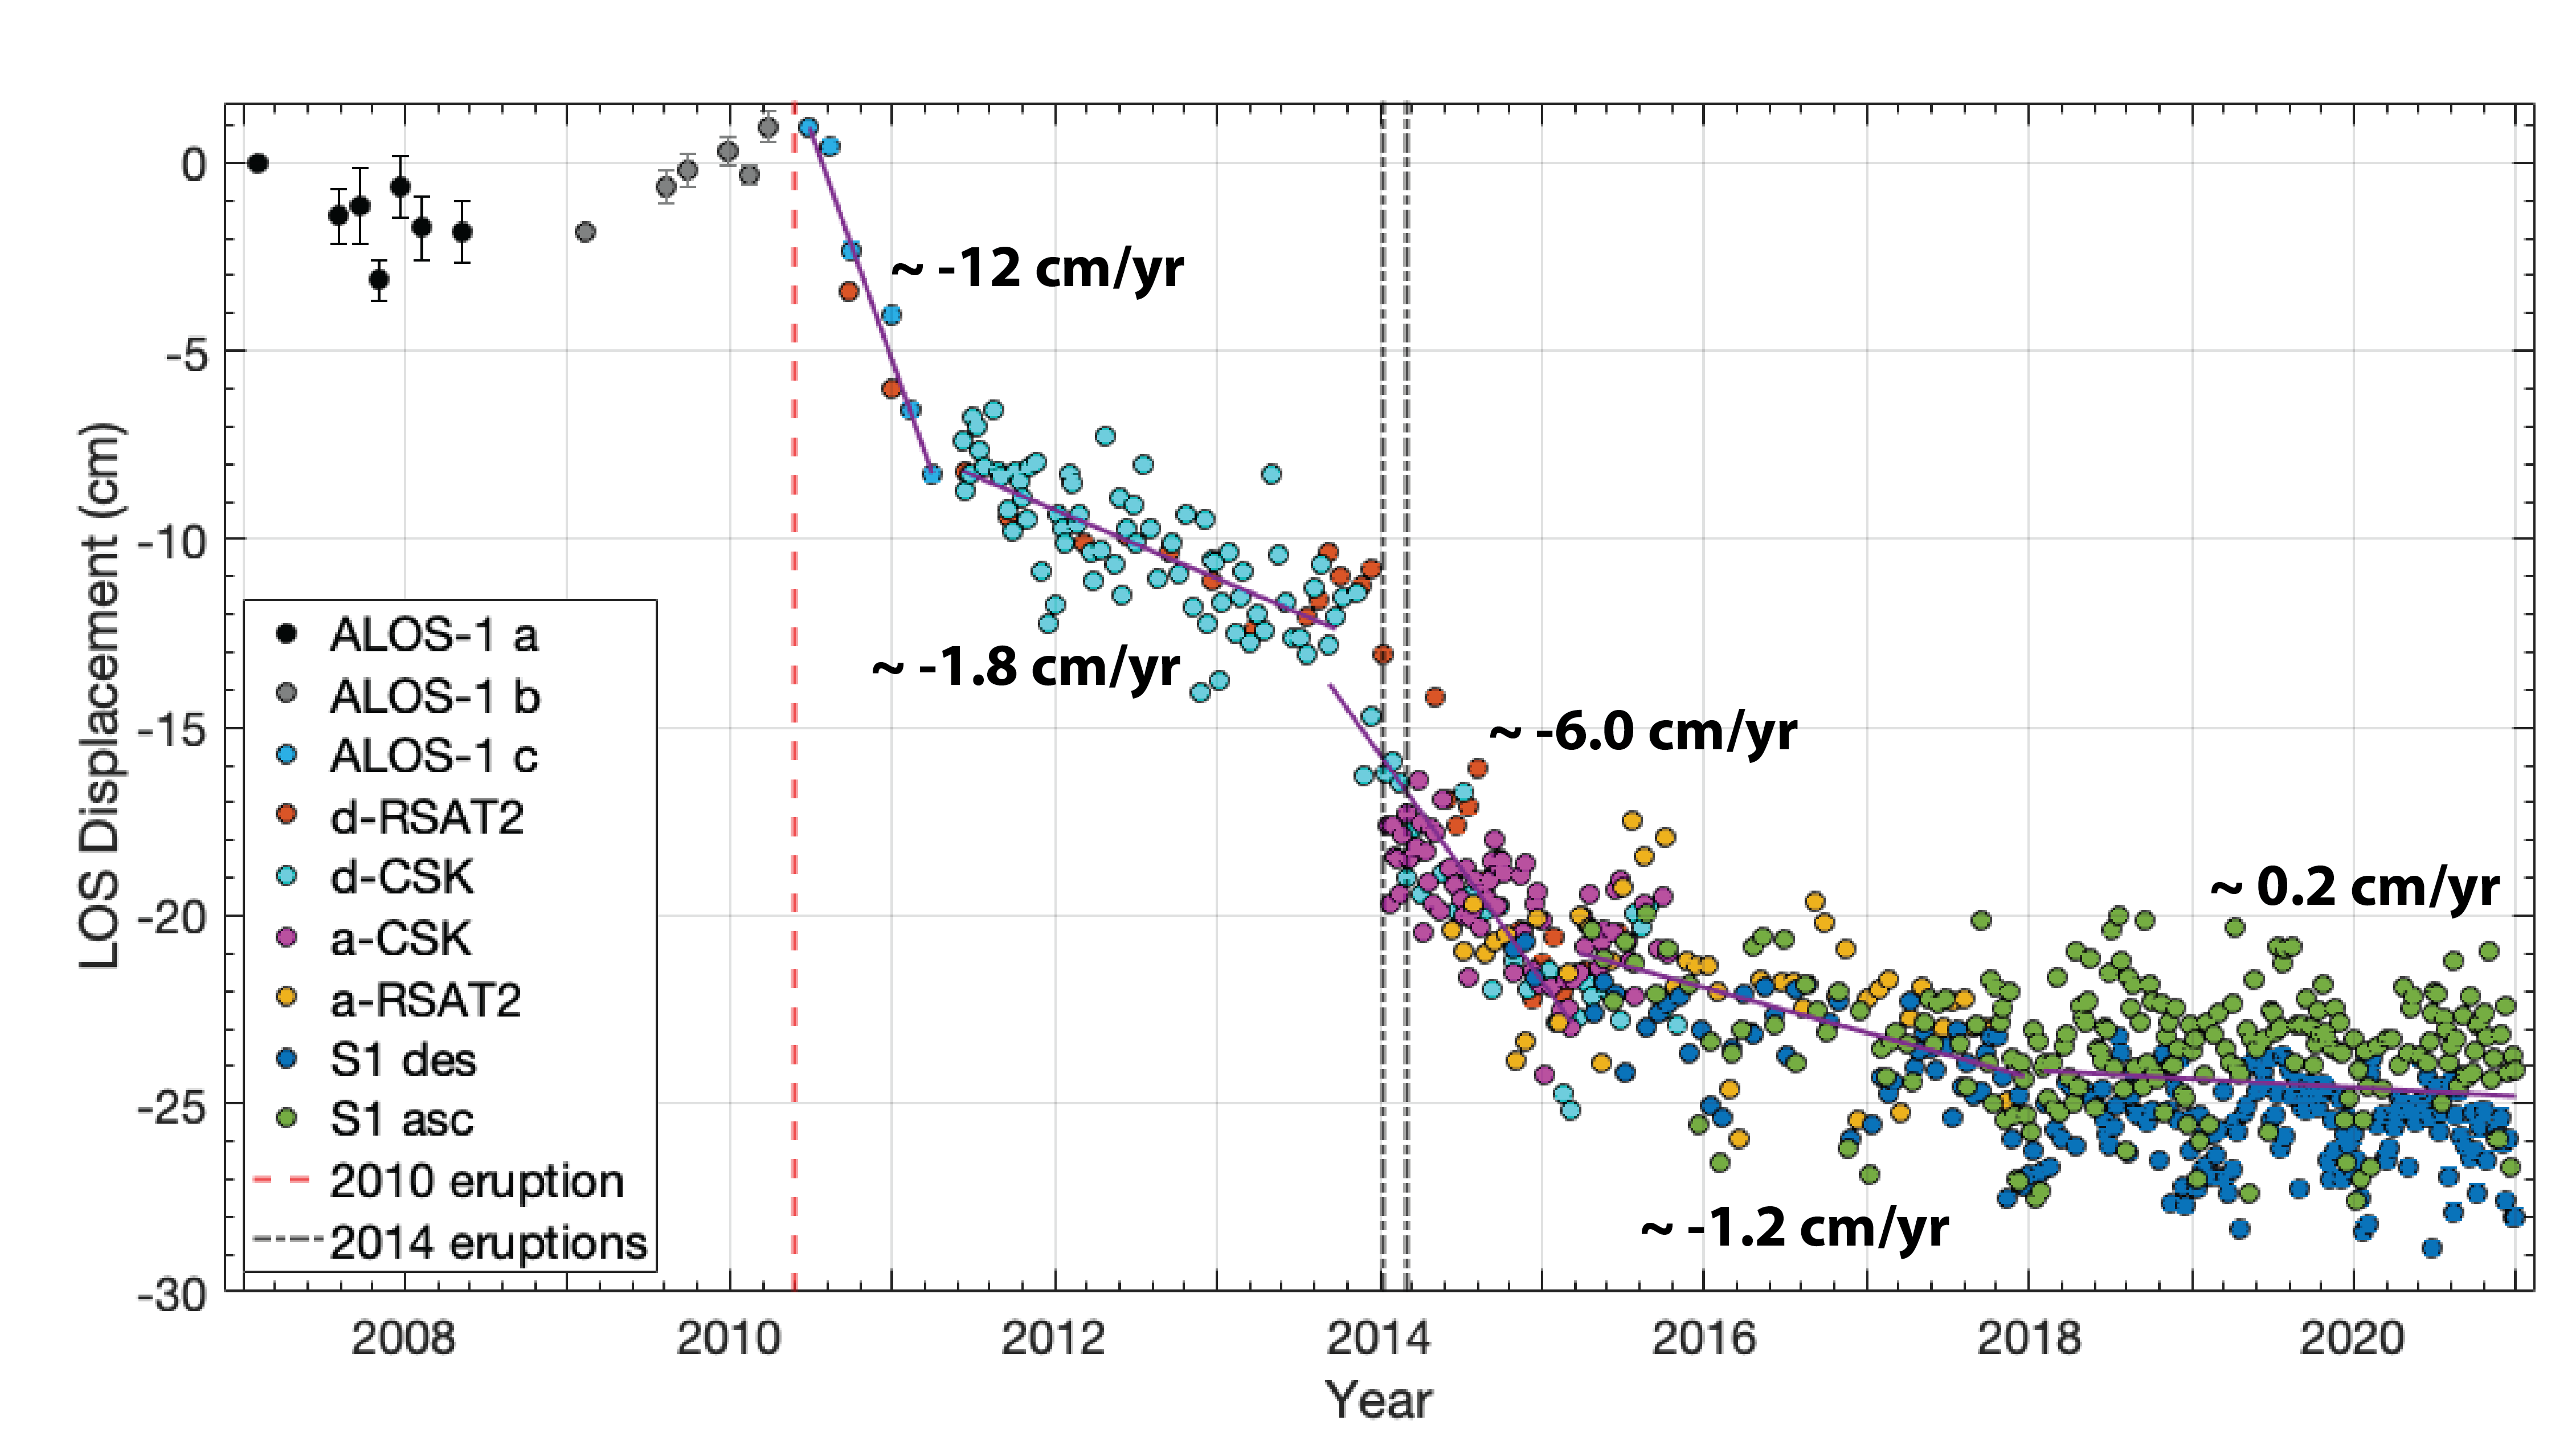 ~ -12 cm/yr
~ -1.8 cm/yr
~ -6.0 cm/yr
~ 0.2 cm/yr
~ -1.2 cm/yr
LOS Displacement (cm)
0
-5
-10
-15
-20
-25
-30
ALOS-1 a
ALOS-1 b
ALOS-1 c
d-RSAT2
d-CSK
a-CSK
a-RSAT2
S1 des
S1 asc
2010 eruption
2014 eruptions
2008 2010 2012 2014 2016 2018 2020
Year